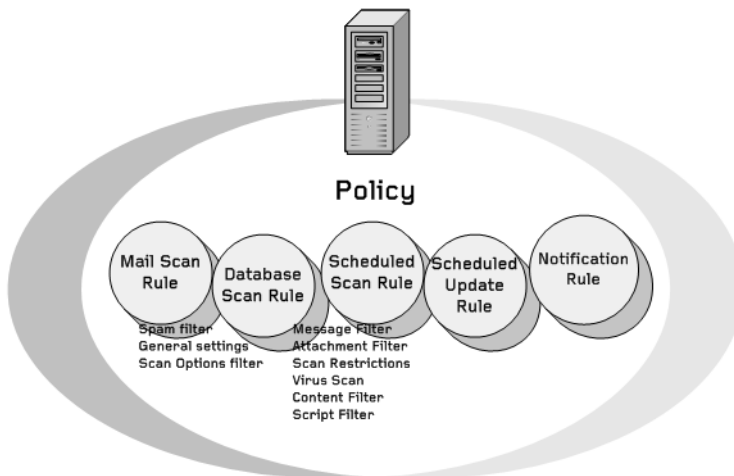 Policy
Mail Scan
Rule
Database
Scan Rule
Scheduled
Scan Rule
Scheduled
Update
Rule
Notification
Rule
Spam filter
General settings
Scan Options filter
Message Filter
Attachment Filter
Scan Restrictions
Virus Scan
Content Filter
Script Filter